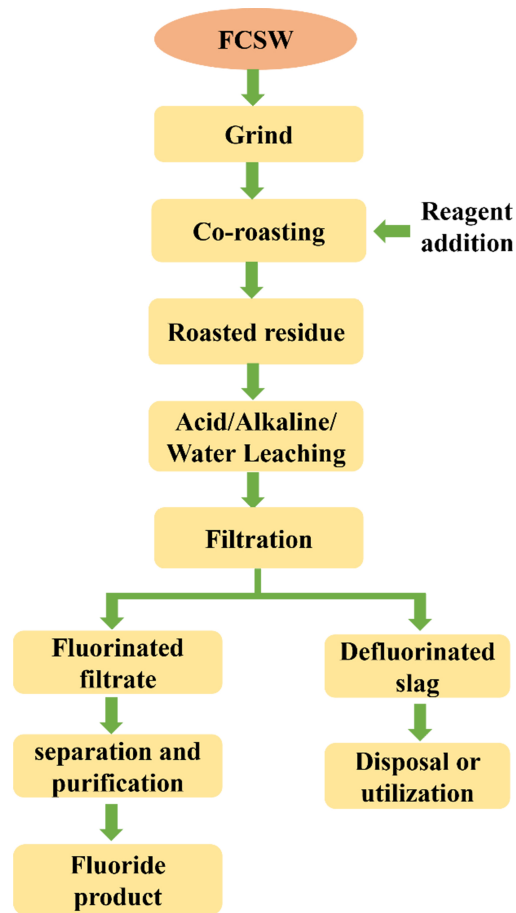 FCSW
Grind
Co-roasting
Reagent
addition
Roasted residue
Acid/Alkaline/
Water Leaching
Filtration
Fluorinated
filtrate
Defluorinated
slag
separation and
purification
Disposal or
utilization
Fluoride
product